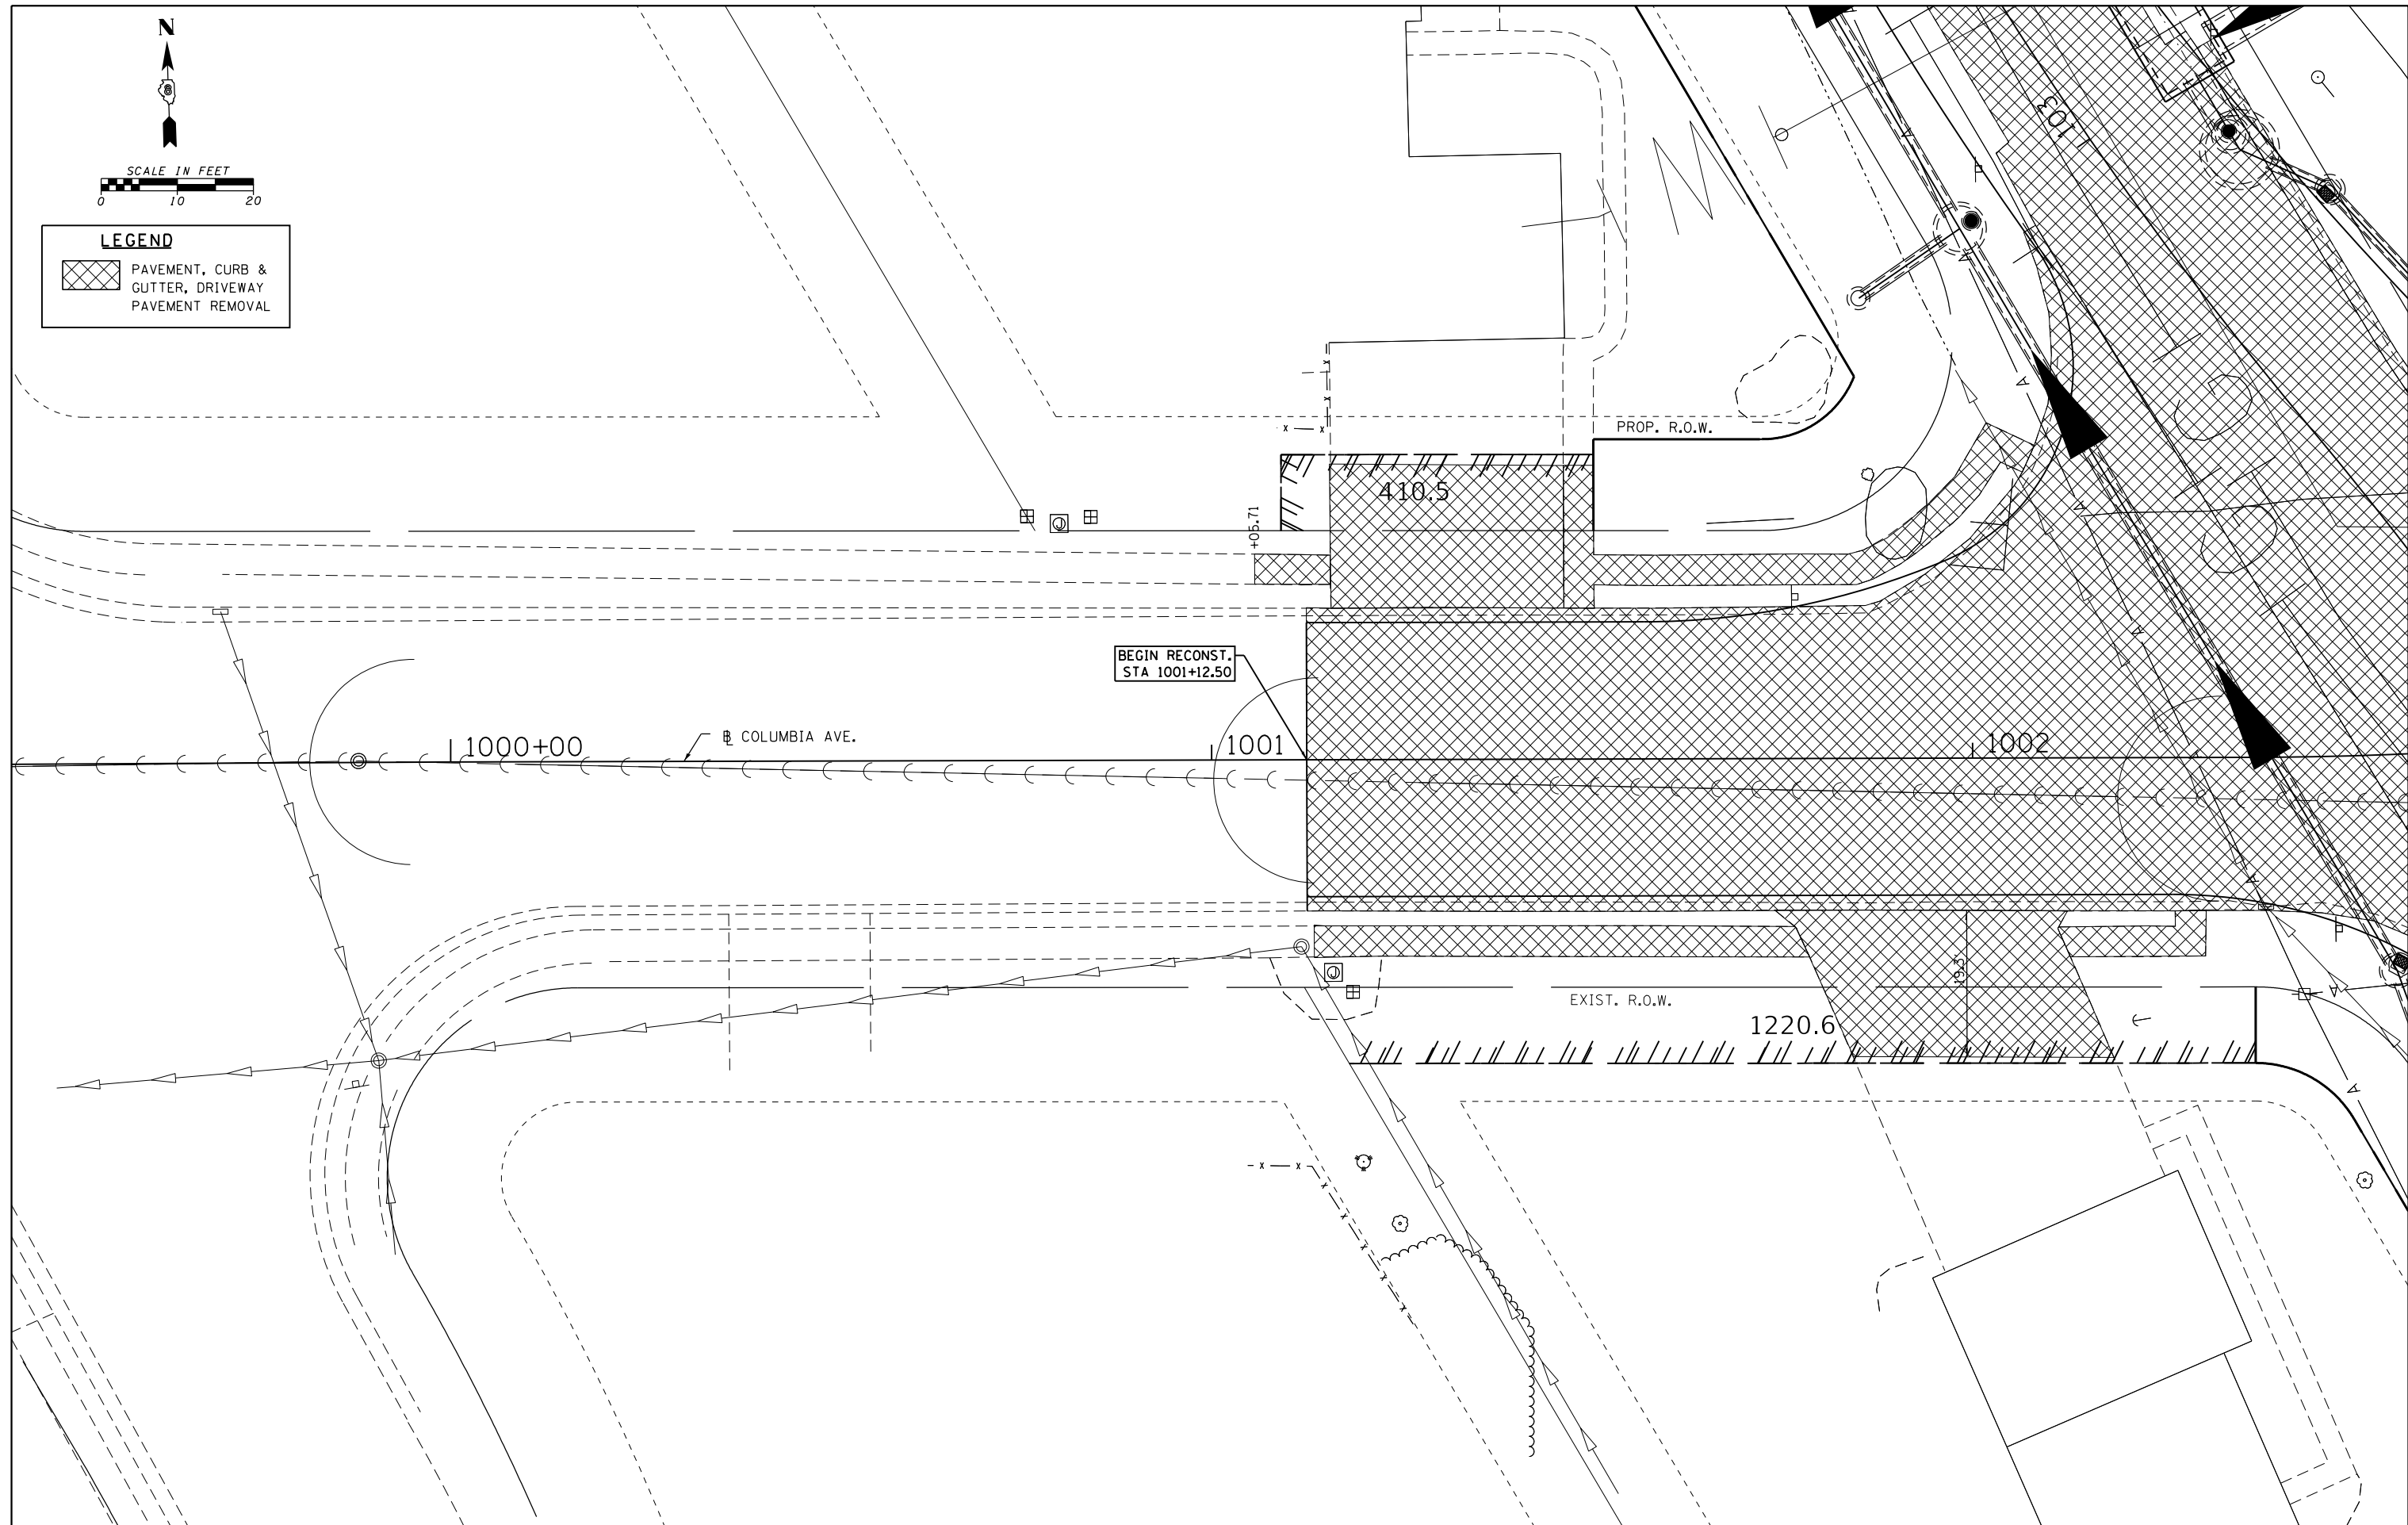 N
8
SCALE IN FEET
0 10 20
LEGEND
PAVEMENT, CURB &
GUTTER, DRIVEWAY
PAVEMENT REMOVAL
PROP. R.O.W.
410.5
+05.71
J
BEGIN RECONST.
STA 1001+12.50
1000+00
COLUMBIA AVE.
1001
1002
J
19.3'
EXIST. R.O.W.
1220.6